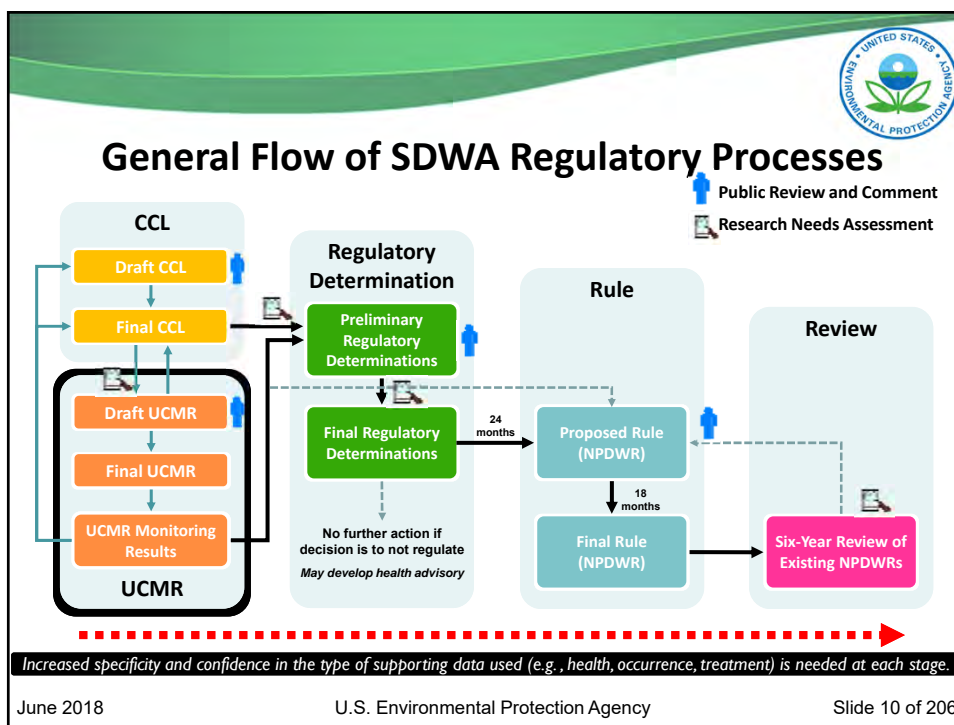 UNITED STATES
ENVIRONMENTAL PROTECTION AGENCY
General Flow of SDWA Regulatory Processes
Public Review and Comment
Research Needs Assessment
CCL
Draft CCL
Final CCL
Draft UCMR
Final UCMR
UCMR Monitoring
Results
UCMR
Regulatory
Determination
Preliminary
Regulatory
Determinations
Final Regulatory
Determinations
No further action if
decision is to not regulate
May develop health advisory
24
months
Rule
Proposed Rule
(NPDWR)
18
months
Final Rule
(NPDWR)
Review
Six-Year Review of
Existing NPDWRs
Increased specificity and confidence in the type of supporting data used (e.g., health, occurrence, treatment) is needed at each stage.
June 2018
U.S. Environmental Protection Agency
Slide 10 of 206